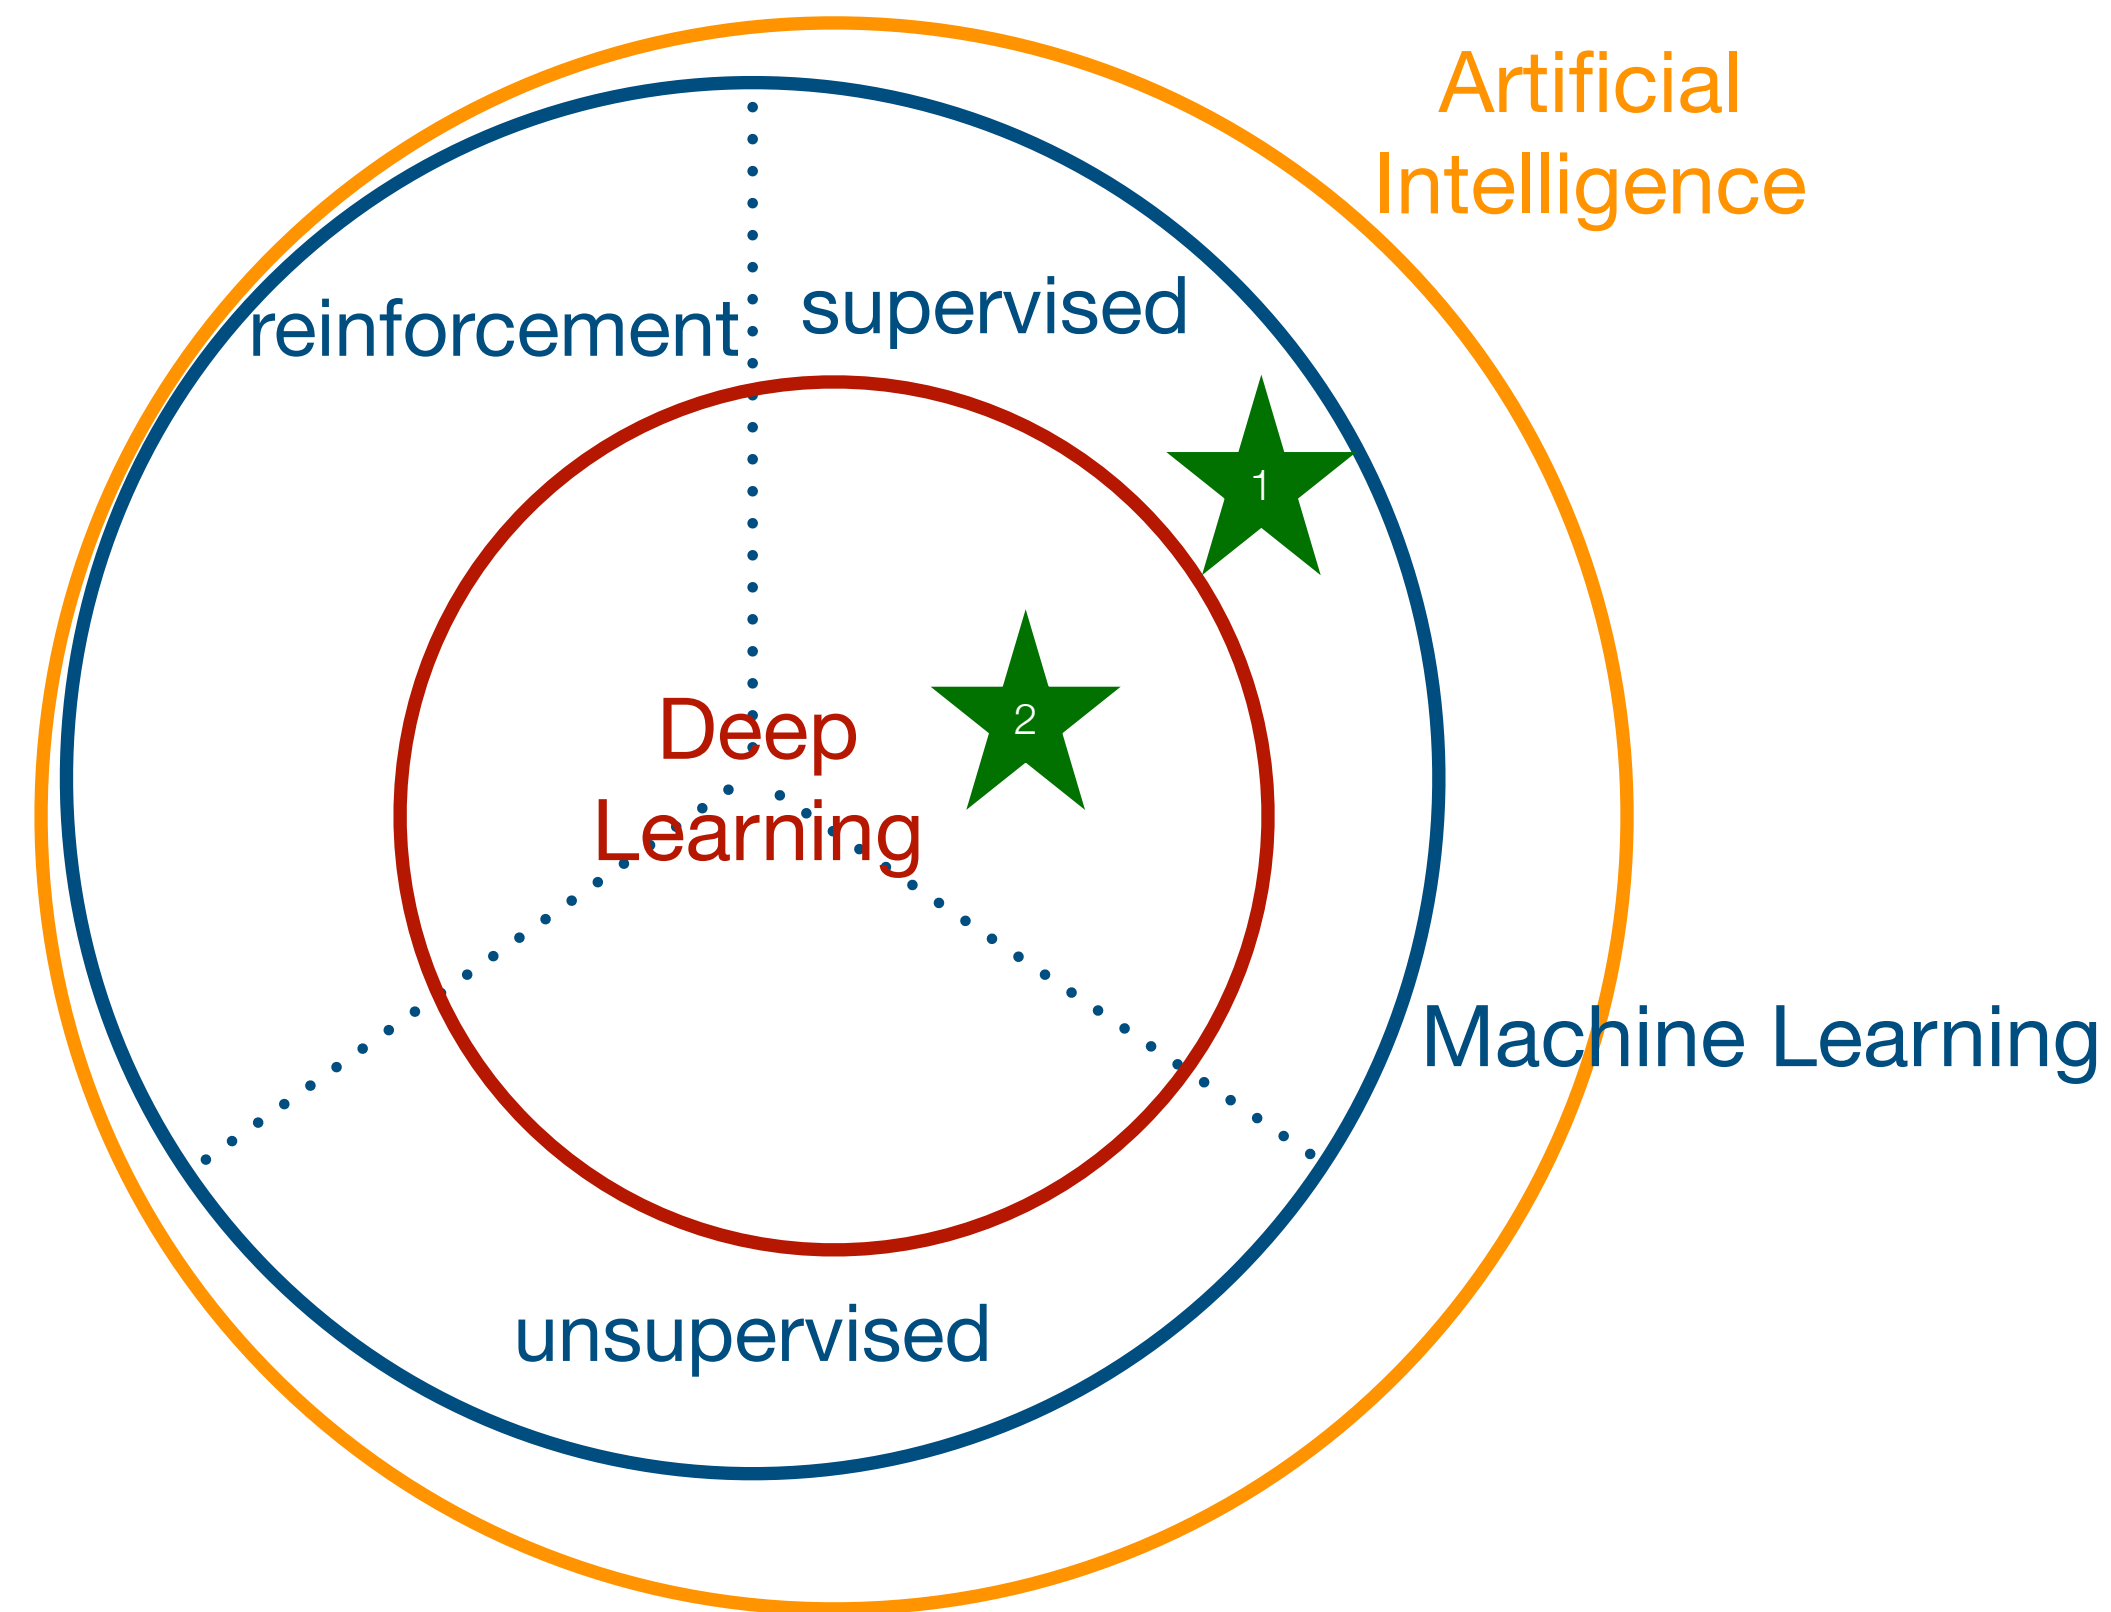 Artificial
Intelligence
reinforcement
supervised
1
2
Deep
Learning
Machine Learning
unsupervised